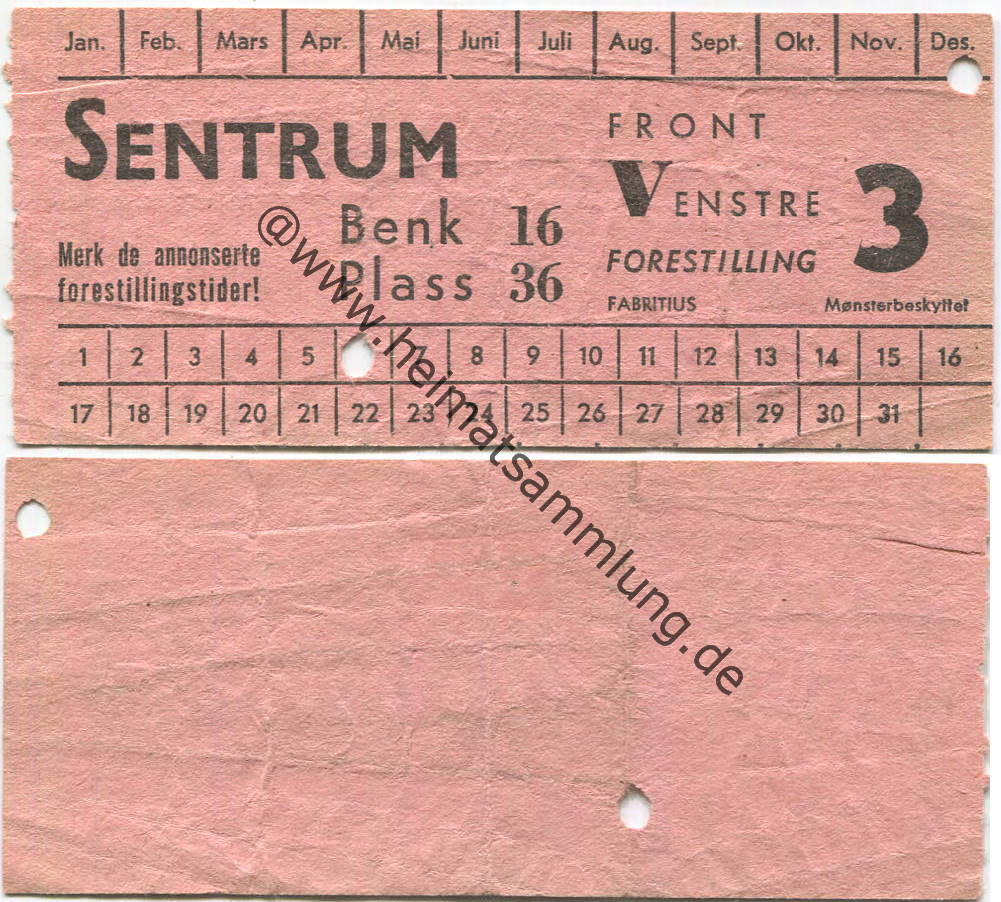 Jan. Feb. Mars Apr. Mai Juni Juli Aug. Sept. Okt. Nov. Des.
SENTRUM
Benk 16
Plass 36
Merk de annonserte
forestillingstider!
FRONT
VENSTRE
FORESTILLING
3
FABRITIUS
Mønsterbeskyttet
1 2 3 4 5 7 8 9 10 11 12 13 14 15 16
17 18 19 20 21 22 23 24 25 26 27 28 29 30 31
@www.heimatsammlung.de